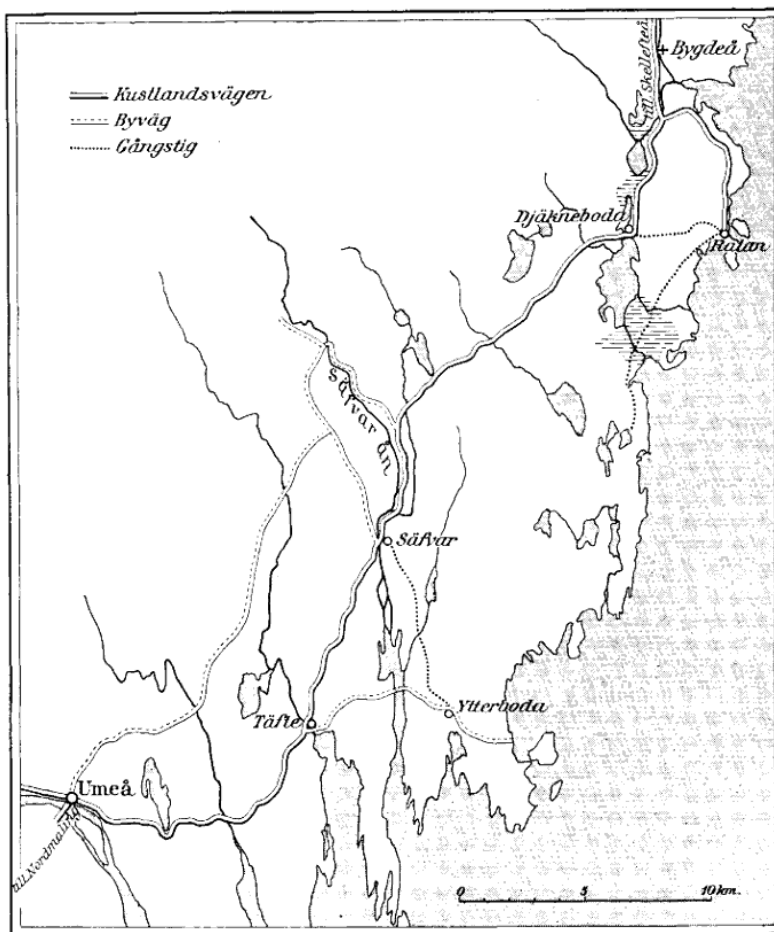 Kustlandsvägen
Byväg
Gångstig
till Skellefteå
Bygdeå
Djäkneboda
Ratan
Säfvar ån
Säfvar
Täfte
Ytterboda
Umeå
till Nordmaling
0 5 10 km.